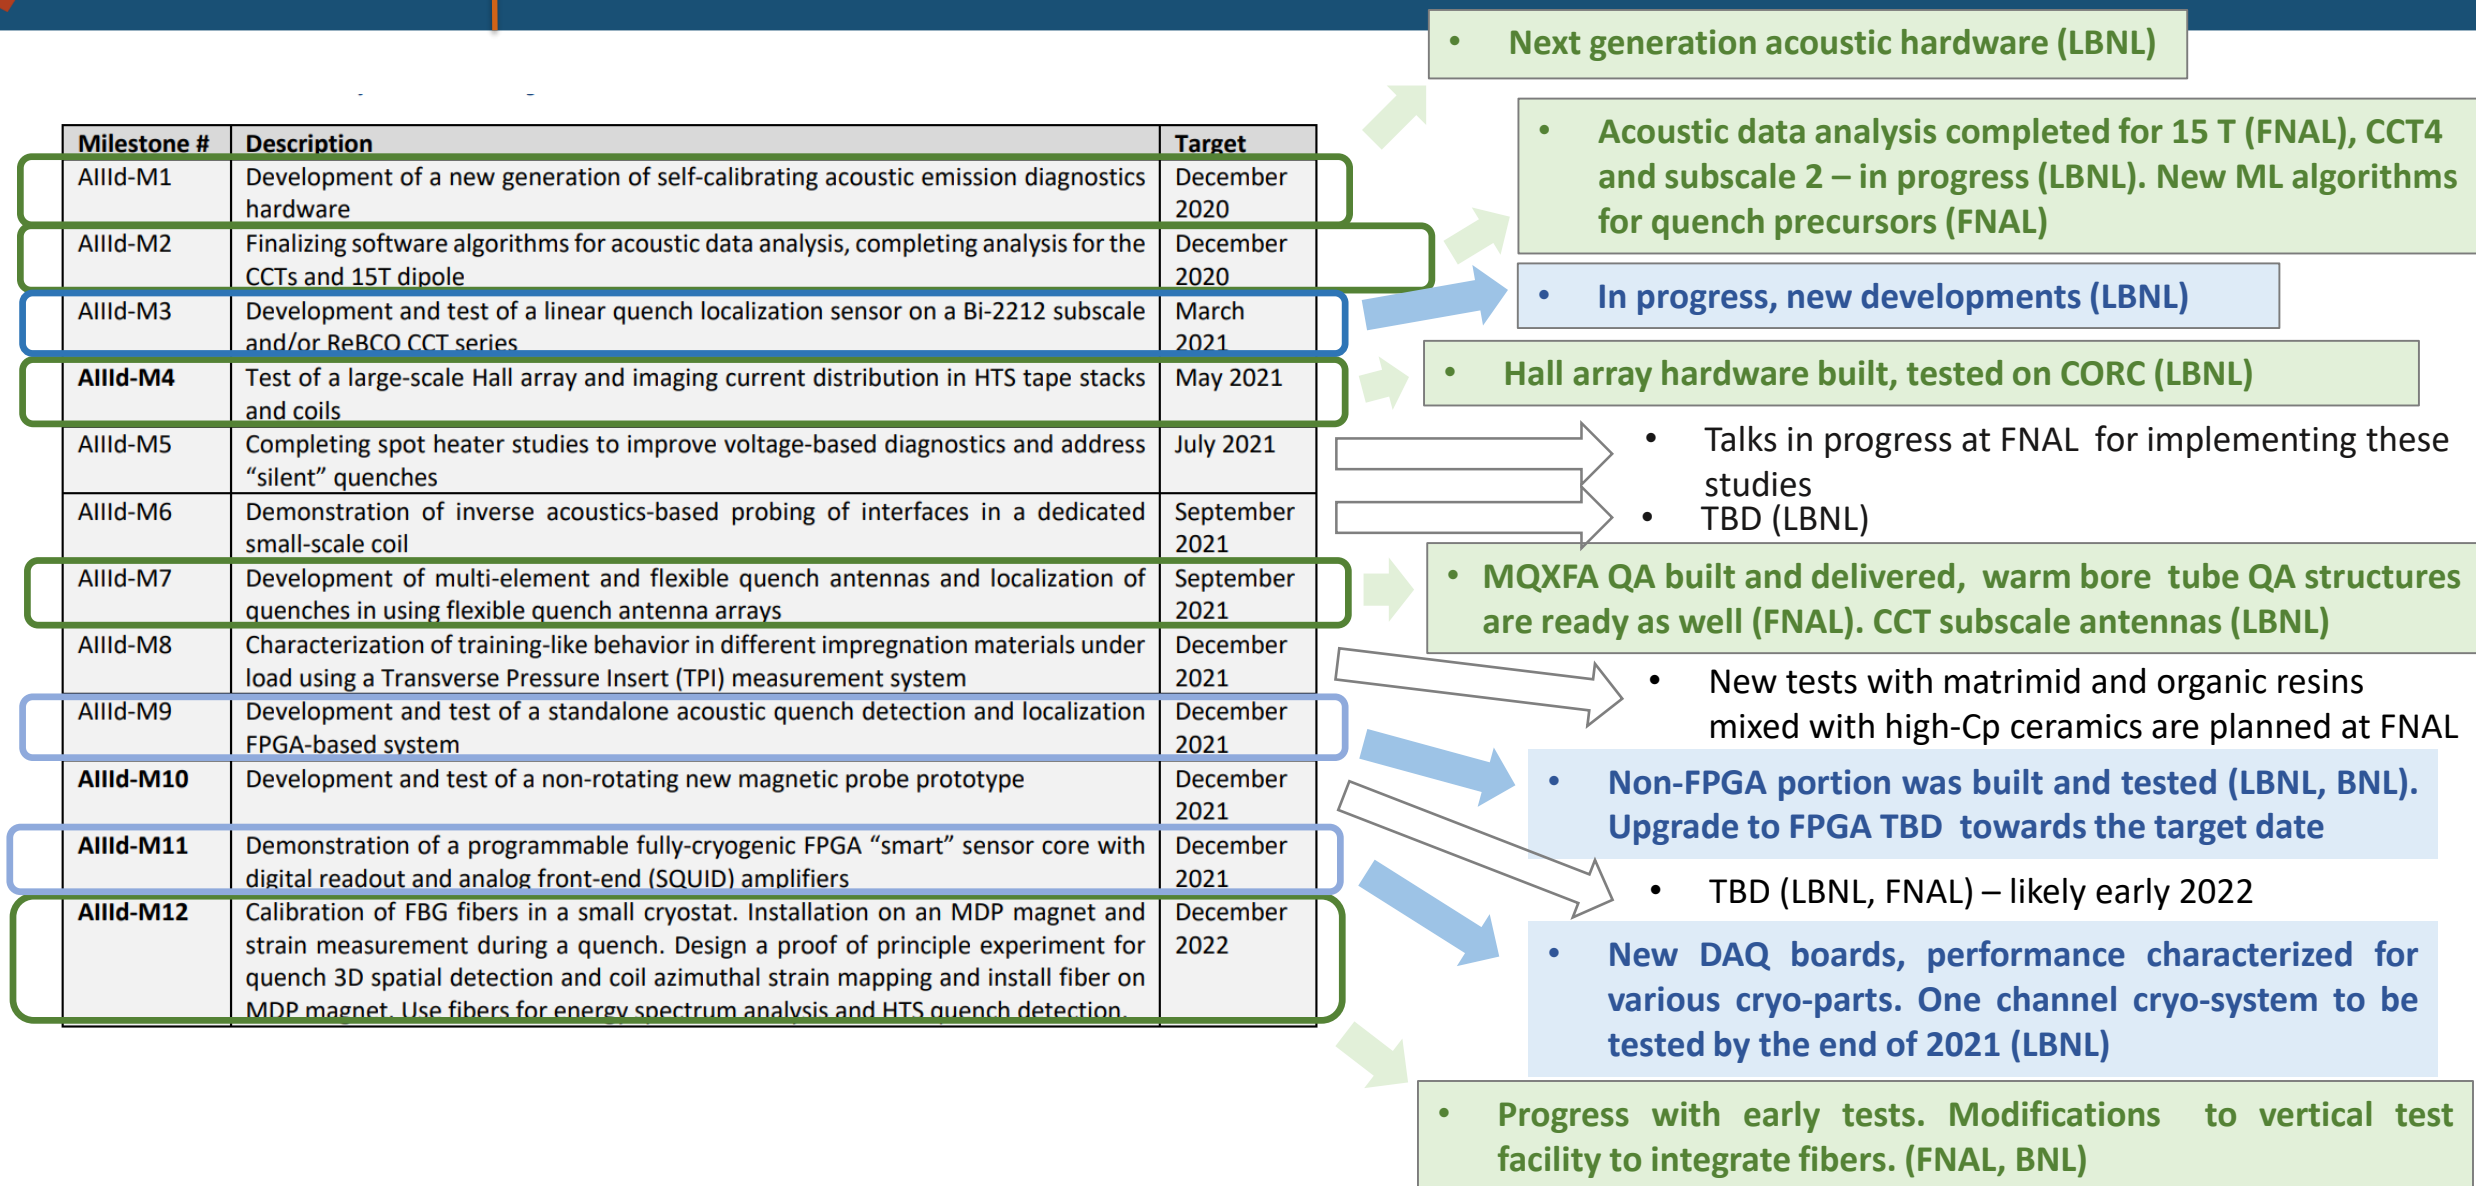 Milestone # Description Target
AIIId-M1 Development of a new generation of self-calibrating acoustic emission diagnostics December
hardware 2020
AIIId-M2 Finalizing software algorithms for acoustic data analysis, completing analysis for the December
CCTs and 15T dipole 2020
AIIId-M3 Development and test of a linear quench localization sensor on a Bi-2212 subscale March
and/or ReBCO CCT series 2021
AIIId-M4 Test of a large-scale Hall array and imaging current distribution in HTS tape stacks May 2021
and coils
AIIId-M5 Completing spot heater studies to improve voltage-based diagnostics and address July 2021
“silent” quenches
AIIId-M6 Demonstration of inverse acoustics-based probing of interfaces in a dedicated September
small-scale coil 2021
AIIId-M7 Development of multi-element and flexible quench antennas and localization of September
quenches in using flexible quench antenna arrays 2021
AIIId-M8 Characterization of training-like behavior in different impregnation materials under December
load using a Transverse Pressure Insert (TPI) measurement system 2021
AIIId-M9 Development and test of a standalone acoustic quench detection and localization December
FPGA-based system 2021
AIIId-M10 Development and test of a non-rotating new magnetic probe prototype December
2021
AIIId-M11 Demonstration of a programmable fully-cryogenic FPGA “smart” sensor core with December
digital readout and analog front-end (SQUID) amplifiers 2021
AIIId-M12 Calibration of FBG fibers in a small cryostat. Installation on an MDP magnet and December
strain measurement during a quench. Design a proof of principle experiment for 2022
quench 3D spatial detection and coil azimuthal strain mapping and install fiber on
MDP magnet. Use fibers for energy spectrum analysis and HTS quench detection.
• Next generation acoustic hardware (LBNL)
• Acoustic data analysis completed for 15 T (FNAL), CCT4
and subscale 2 – in progress (LBNL). New ML algorithms
for quench precursors (FNAL)
• In progress, new developments (LBNL)
• Hall array hardware built, tested on CORC (LBNL)
• Talks in progress at FNAL for implementing these
studies
• TBD (LBNL)
• MQXFA QA built and delivered, warm bore tube QA structures
are ready as well (FNAL). CCT subscale antennas (LBNL)
• New tests with matrimid and organic resins
mixed with high-Cp ceramics are planned at FNAL
• Non-FPGA portion was built and tested (LBNL, BNL).
Upgrade to FPGA TBD towards the target date
• TBD (LBNL, FNAL) – likely early 2022
• New DAQ boards, performance characterized for
various cryo-parts. One channel cryo-system to be
tested by the end of 2021 (LBNL)
• Progress with early tests. Modifications to vertical test
facility to integrate fibers. (FNAL, BNL)